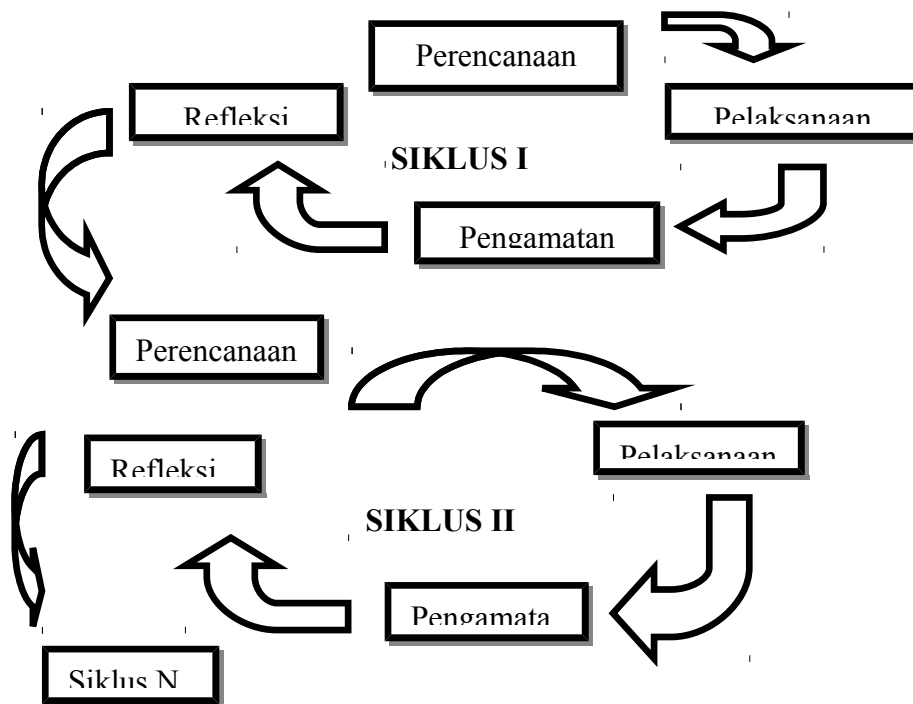 Perencanaan
Refleksi
Pelaksanaan
SIKLUS I
Pengamatan
Perencanaan
Refleksi
Pelaksanaan
SIKLUS II
Pengamata
Siklus N